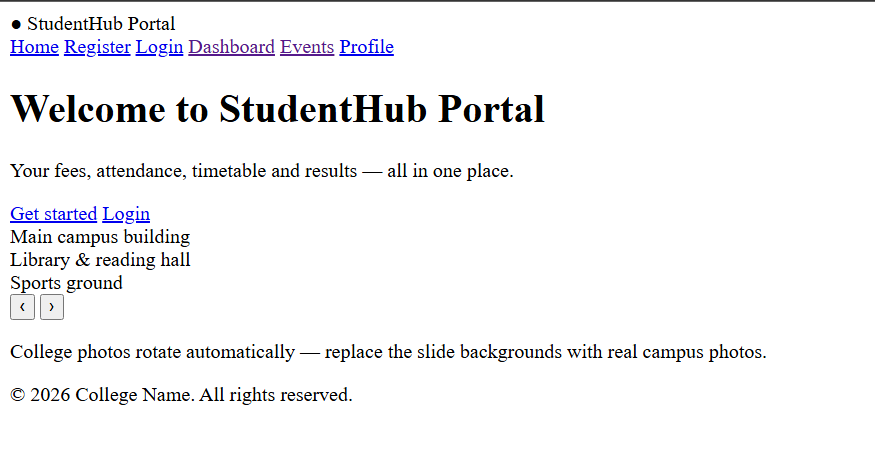 ● StudentHub Portal
Home Register Login Dashboard Events Profile
Welcome to StudentHub Portal
Your fees, attendance, timetable and results — all in one place.
Get started Login
Main campus building
Library & reading hall
Sports ground
‹ ›
College photos rotate automatically — replace the slide backgrounds with real campus photos.
© 2026 College Name. All rights reserved.